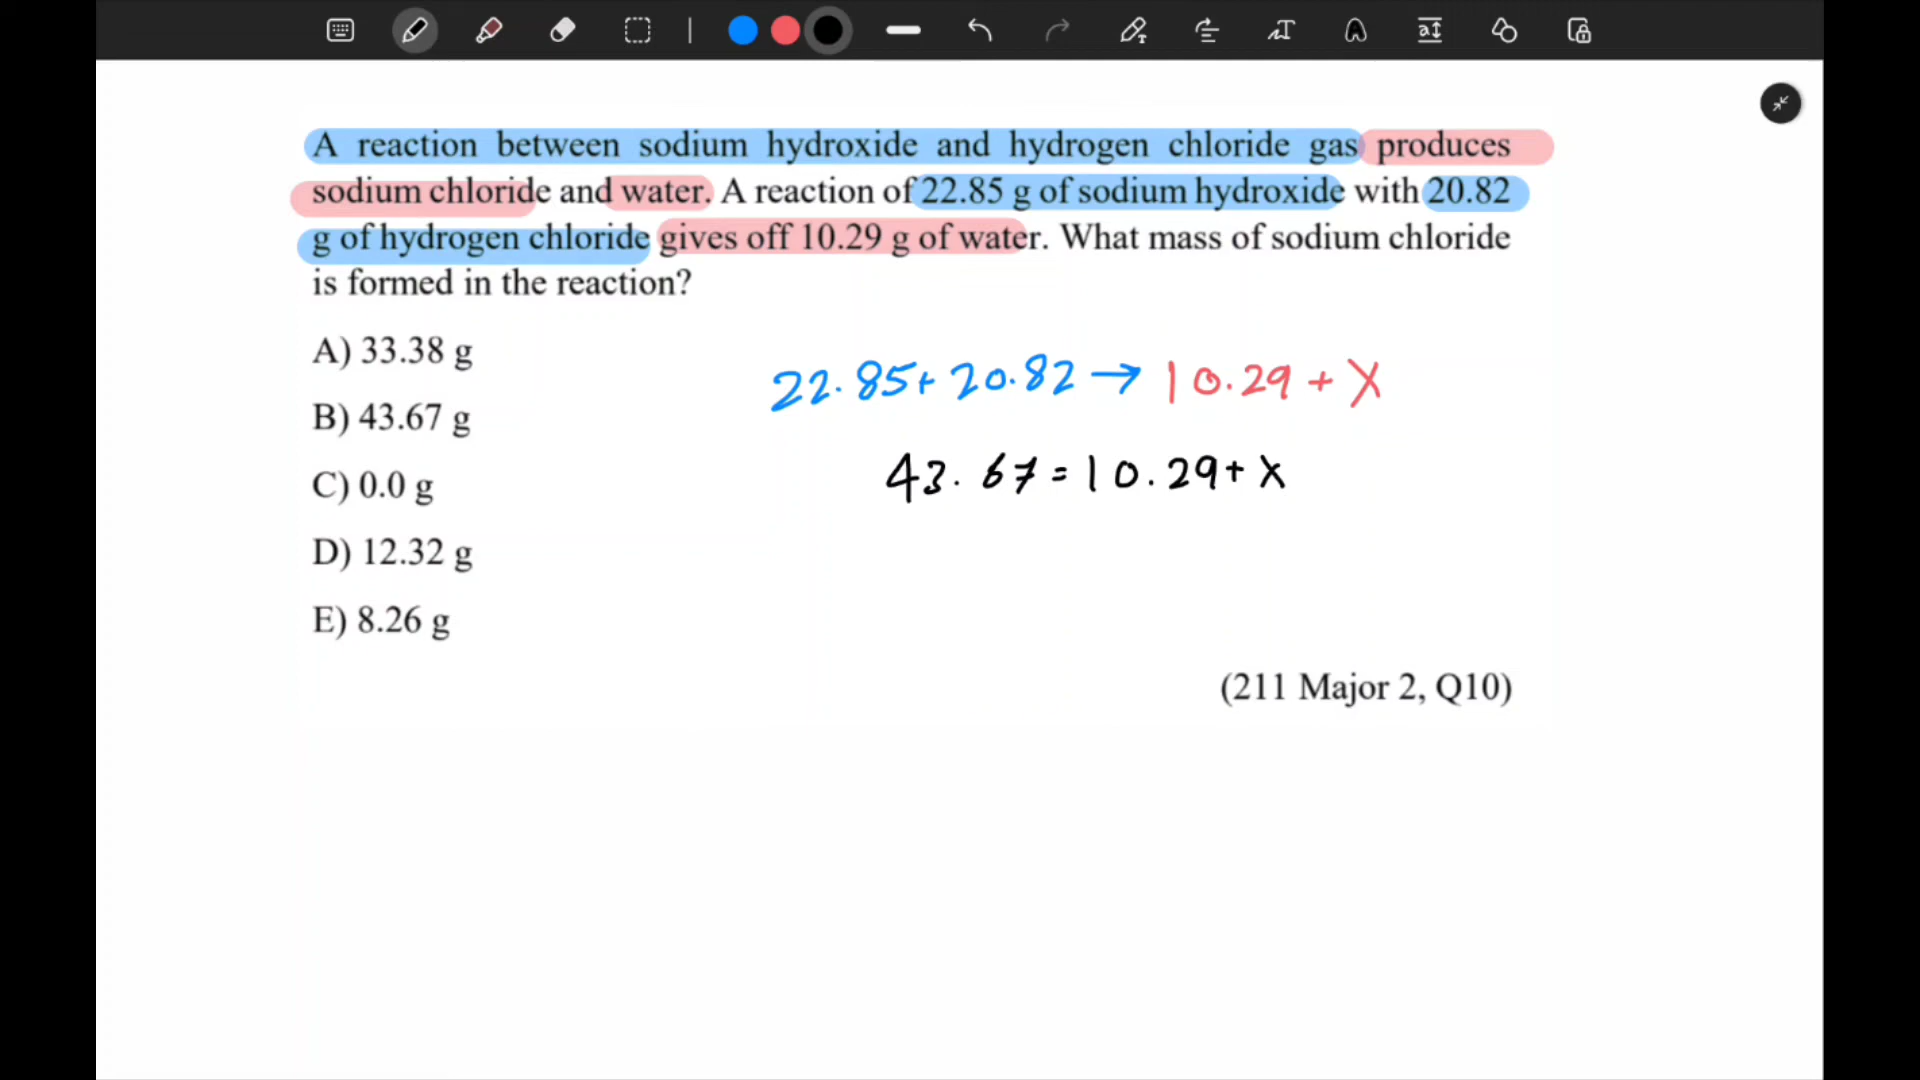 A reaction between sodium hydroxide and hydrogen chloride gas produces
sodium chloride and water. A reaction of 22.85 g of sodium hydroxide with 20.82
g of hydrogen chloride gives off 10.29 g of water. What mass of sodium chloride
is formed in the reaction?
A) 33.38 g
B) 43.67 g
C) 0.0 g
D) 12.32 g
E) 8.26 g
22.85+ 20.82 → 10.29 + X
43.67 = 10.29 + X
(211 Major 2, Q10)